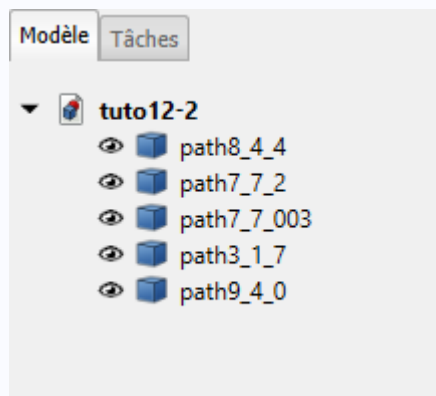 Modèle Tâches
tuto12-2
path8_4_4
path7_7_2
path7_7_003
path3_1_7
path9_4_0